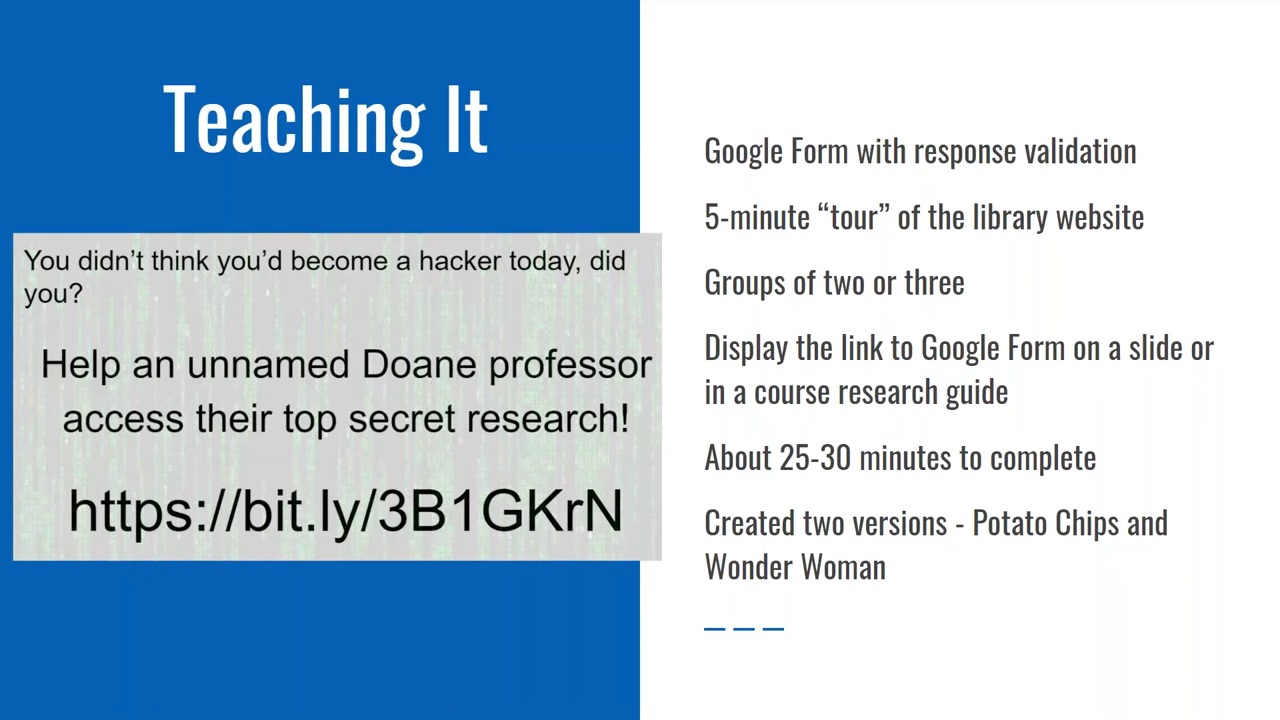 Teaching It
You didn’t think you’d become a hacker today, did
you?
Help an unnamed Doane professor
access their top secret research!
https://bit.ly/3B1GKrN
Google Form with response validation
5-minute “tour” of the library website
Groups of two or three
Display the link to Google Form on a slide or
in a course research guide
About 25-30 minutes to complete
Created two versions - Potato Chips and
Wonder Woman